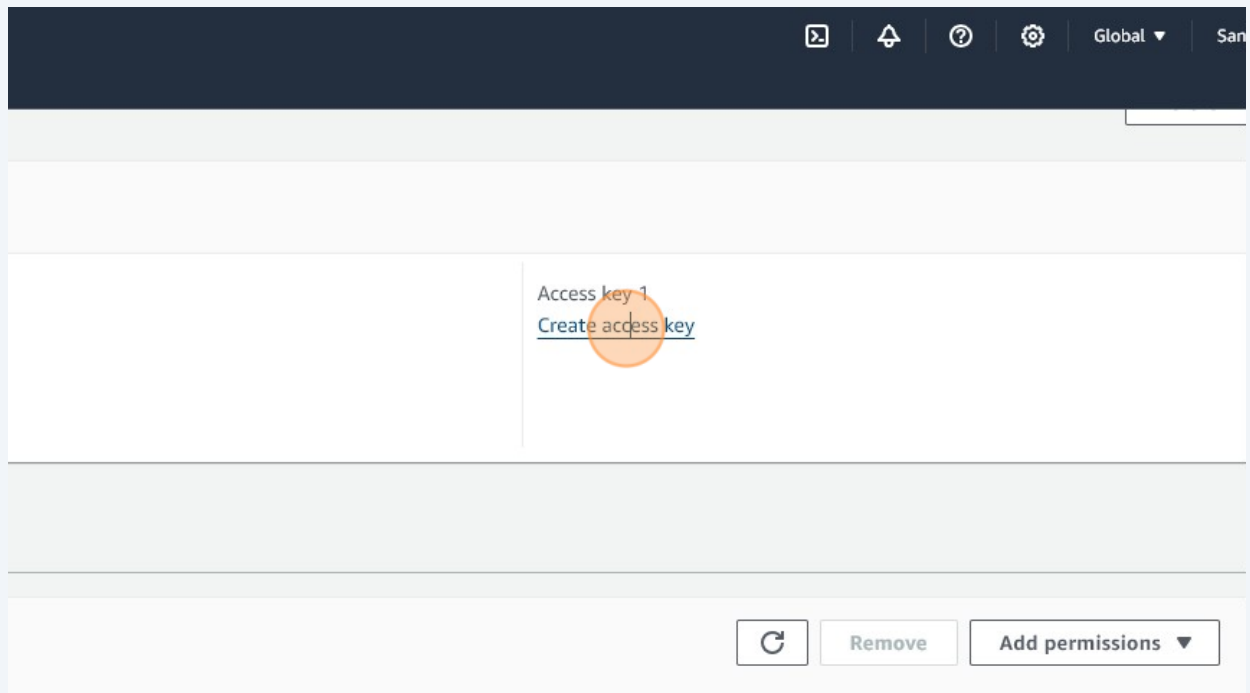 Global ▼
San
Access key 1
Create access key
Remove
Add permissions ▼